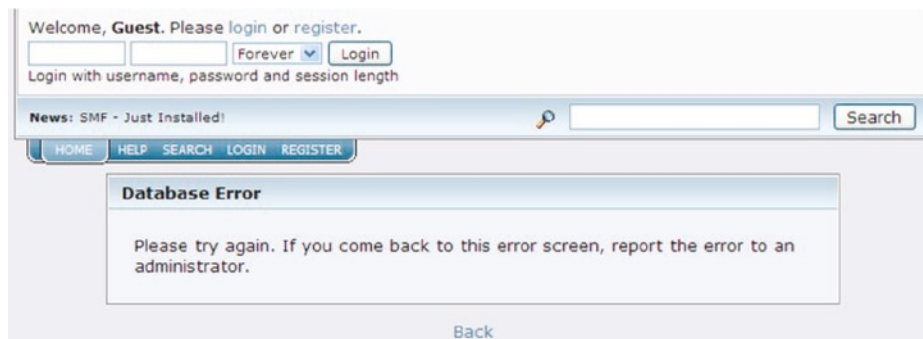 Welcome, Guest. Please login or register.
Forever Login
Login with username, password and session length
News: SMF - Just Installed! Search
HOME HELP SEARCH LOGIN REGISTER
Database Error
Please try again. If you come back to this error screen, report the error to an
administrator.
Back